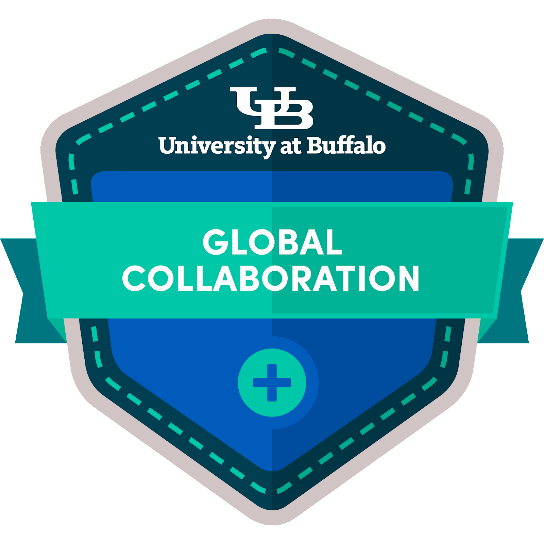 UB
University at Buffalo
GLOBAL
COLLABORATION